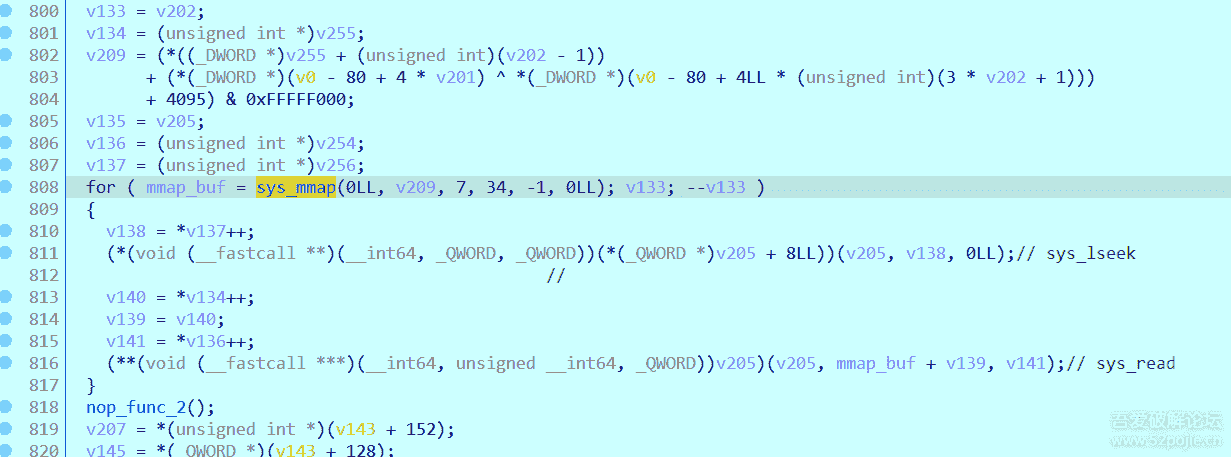 800 v133 = v202;
801 v134 = (unsigned int *)v255;
802 v209 = (*((_DWORD *)v255 + (unsigned int)(v202 - 1))
803 + (*(_DWORD *)(v0 - 80 + 4 * v201) ^ *(_DWORD *)(v0 - 80 + 4LL * (unsigned int)(3 * v202 + 1)))
804 + 4095) & 0xFFFFF000;
805 v135 = v205;
806 v136 = (unsigned int *)v254;
807 v137 = (unsigned int *)v256;
808 for ( mmap_buf = sys_mmap(0LL, v209, 7, 34, -1, 0LL); v133; --v133 )
809 {
810 v138 = *v137++;
811 (*(void (__fastcall **)(__int64, _QWORD, _QWORD))(*(_QWORD *)v205 + 8LL))(v205, v138, 0LL);// sys_lseek
812 //
813 v140 = *v134++;
814 v139 = v140;
815 v141 = *v136++;
816 (**(void (__fastcall ***)(__int64, unsigned __int64, _QWORD))v205)(v205, mmap_buf + v139, v141);// sys_read
817 }
818 nop_func_2();
819 v207 = *(unsigned int *)(v143 + 152);
820 v145 = *(_QWORD *)(v143 + 128);
吾爱破解论坛
www.52pojie.cn